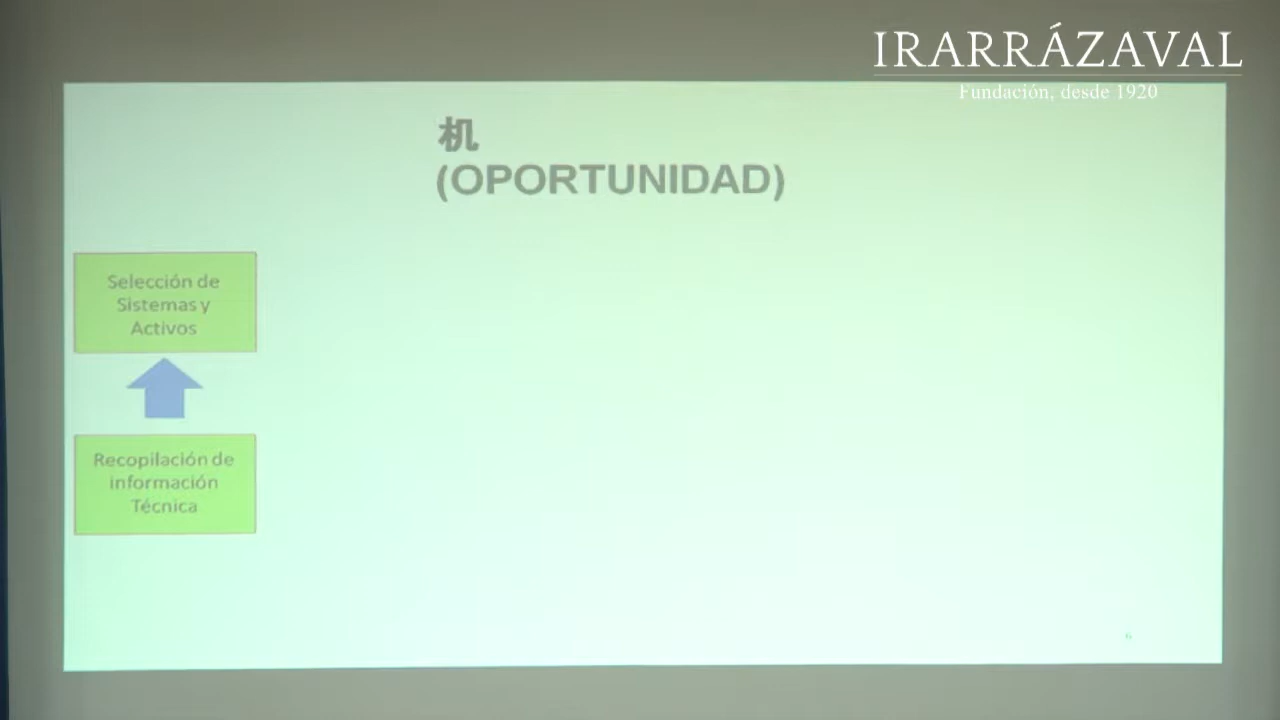 IRARRÁZAVAL
Fundación, desde 1920
机
(OPORTUNIDAD)
Selección de
Sistemas y
Activos
Recopilación de
información
Técnica